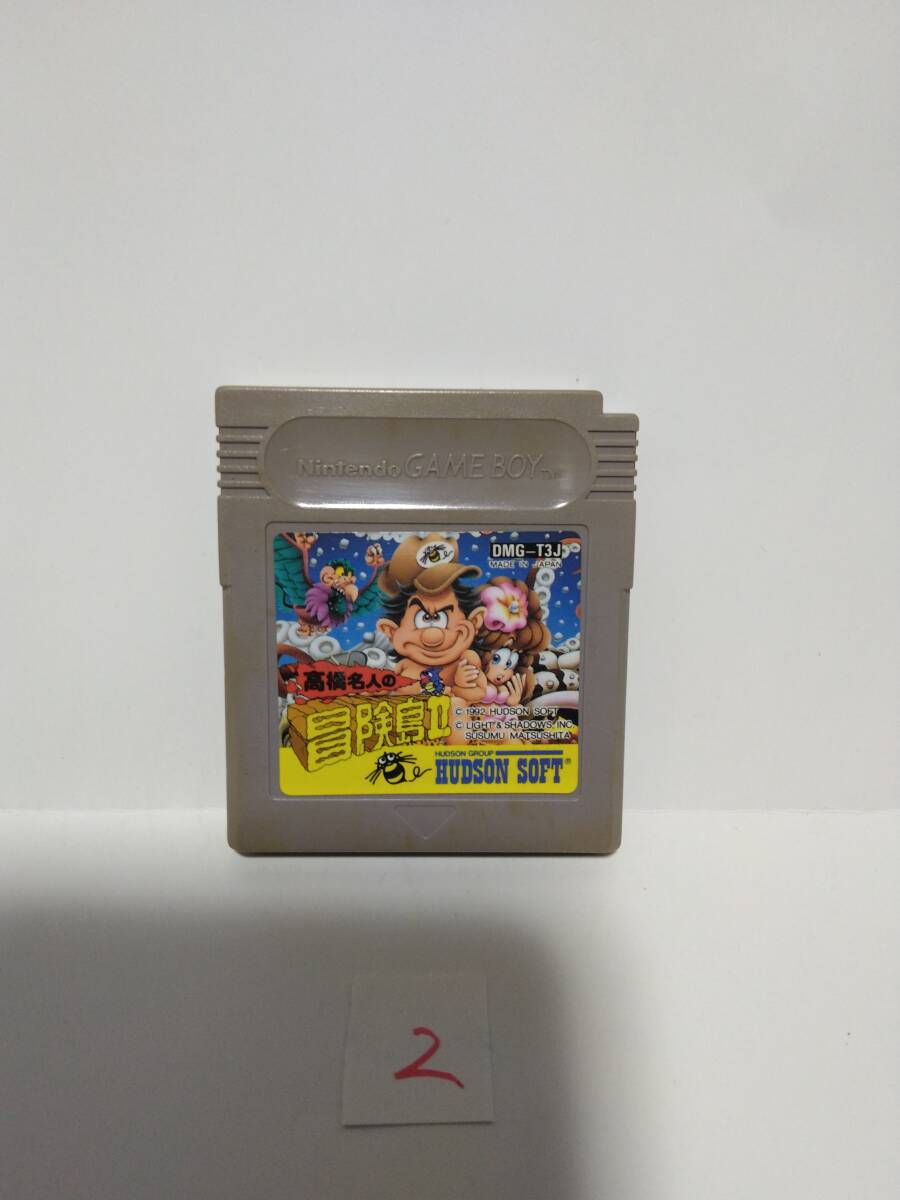 Nintendo GAME BOY TM
DMG-T3J
MADE IN JAPAN
高橋名人の
冒険島II
© 1992 HUDSON SOFT
© LIGHT & SHADOWS, INC.
SUSUMU MATSUSHITA
HUDSON GROUP
HUDSON SOFT®
2